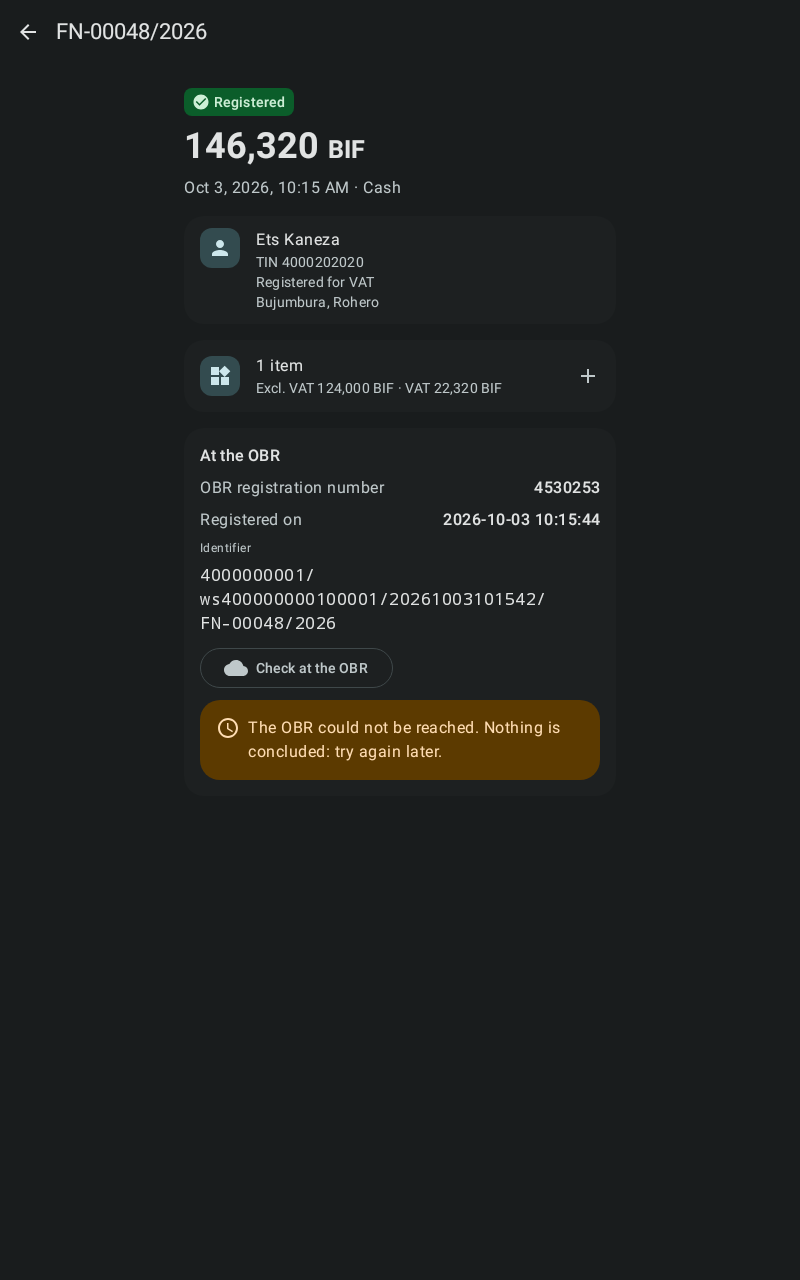 FN-00048/2026
Registered
146,320 BIF
Oct 3, 2026, 10:15 AM · Cash
Ets Kaneza
TIN 4000202020
Registered for VAT
Bujumbura, Rohero
1 item
Excl. VAT 124,000 BIF · VAT 22,320 BIF
At the OBR
OBR registration number 4530253
Registered on 2026-10-03 10:15:44
Identifier
4000000001/
ws400000000100001/20261003101542/
FN-00048/2026
Check at the OBR
The OBR could not be reached. Nothing is
concluded: try again later.